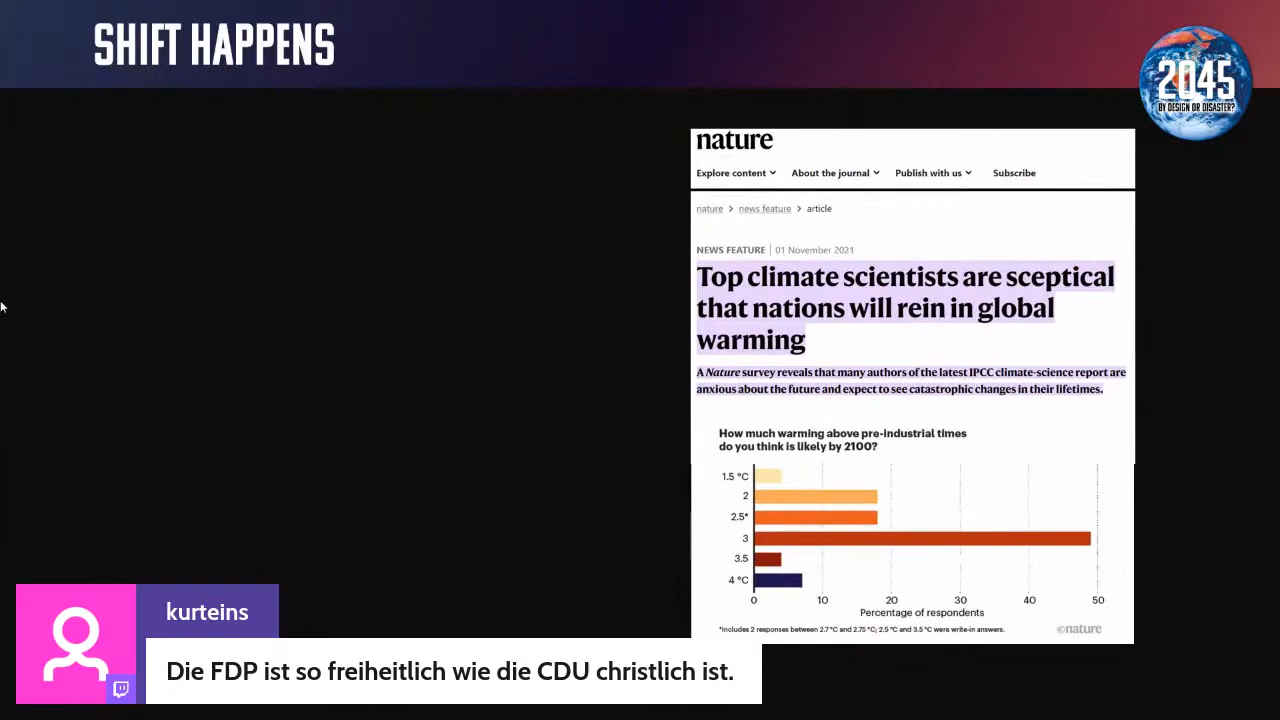 SHIFT HAPPENS
2045
BY DESIGN OR DISASTER?
nature
Explore content About the journal Publish with us Subscribe
nature > news feature > article
NEWS FEATURE | 01 November 2021
Top climate scientists are sceptical
that nations will rein in global
warming
A Nature survey reveals that many authors of the latest IPCC climate-science report are
anxious about the future and expect to see catastrophic changes in their lifetimes.
How much warming above pre-industrial times
do you think is likely by 2100?
1.5 °C
2
2.5*
3
3.5
4 °C
0 10 20 30 40 50
Percentage of respondents
*Includes 2 responses between 2.7 °C and 2.75 °C; 2.5 °C and 3.5 °C were write-in answers.
©nature
kurteins
Die FDP ist so freiheitlich wie die CDU christlich ist.